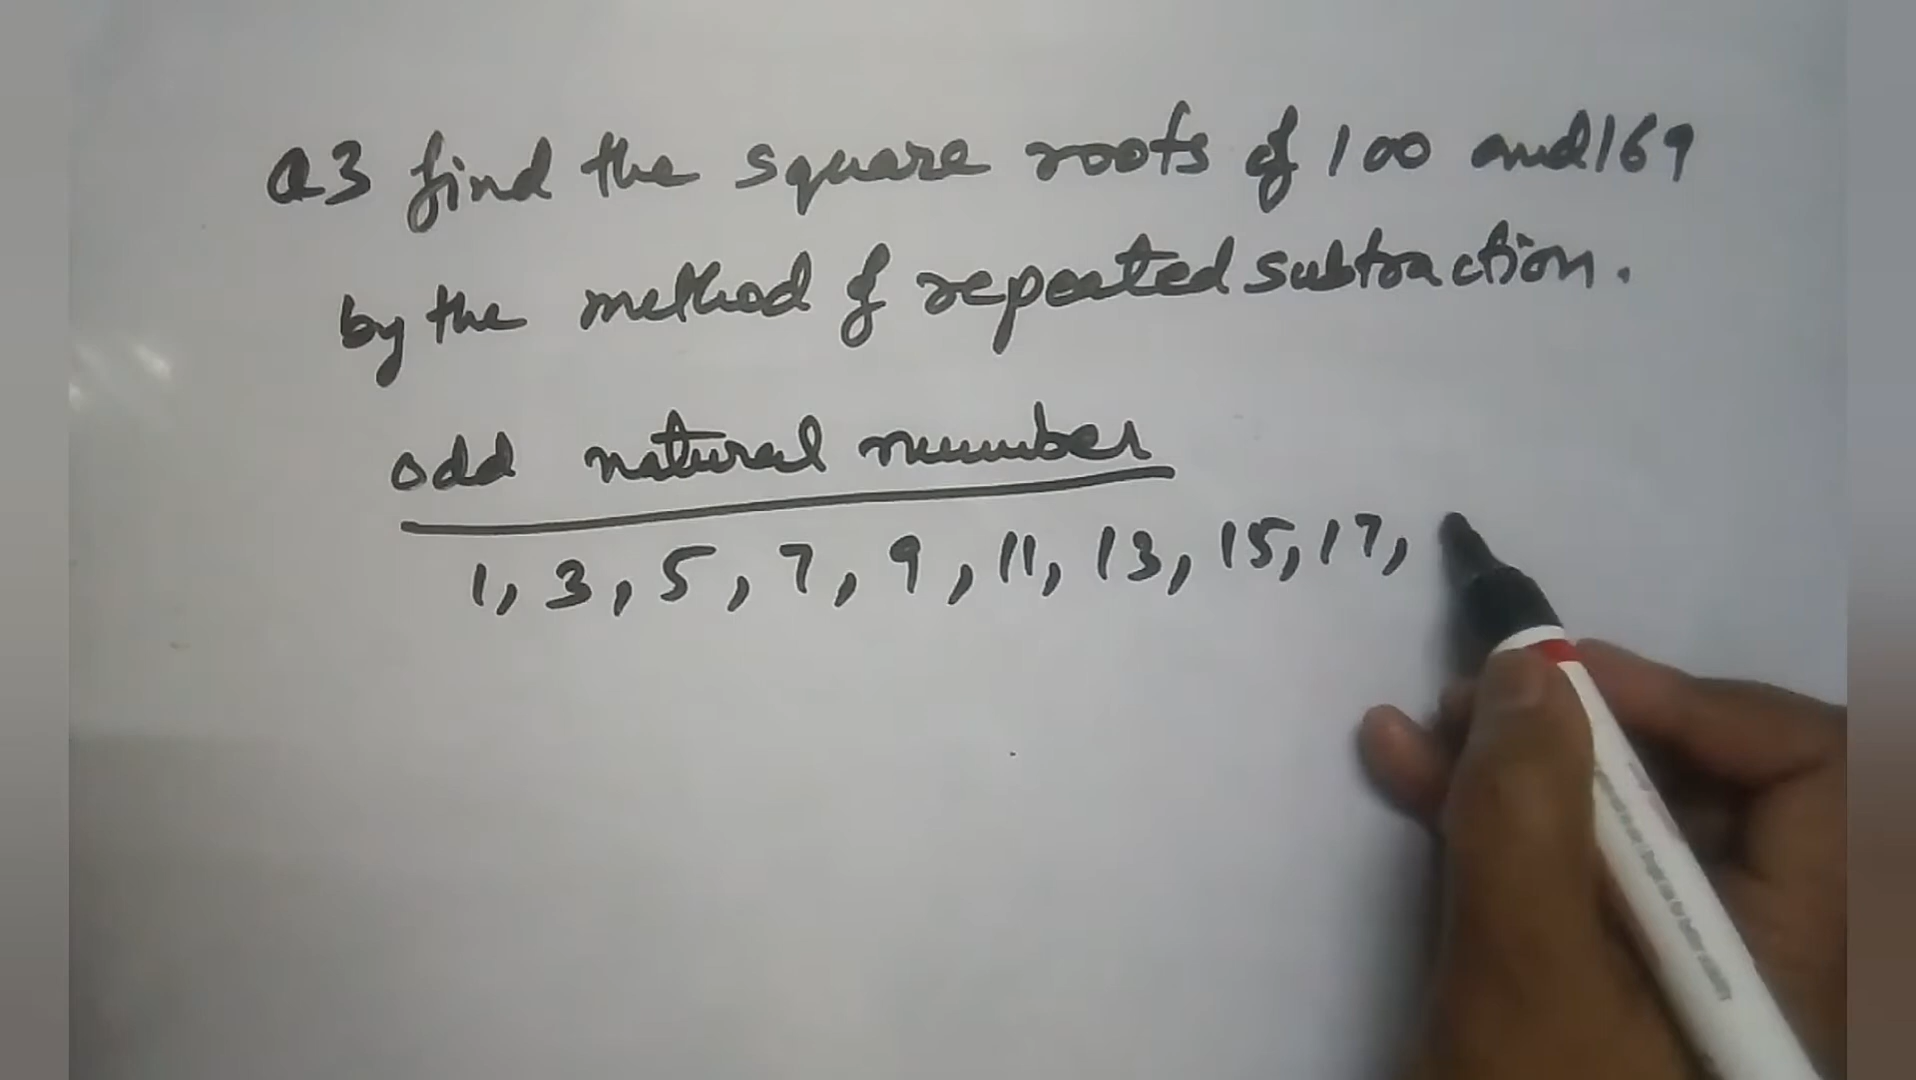 Q3 find the square roots of 100 and 169
by the method of repeated subtraction.
odd natural number
1, 3, 5, 7, 9, 11, 13, 15, 17,